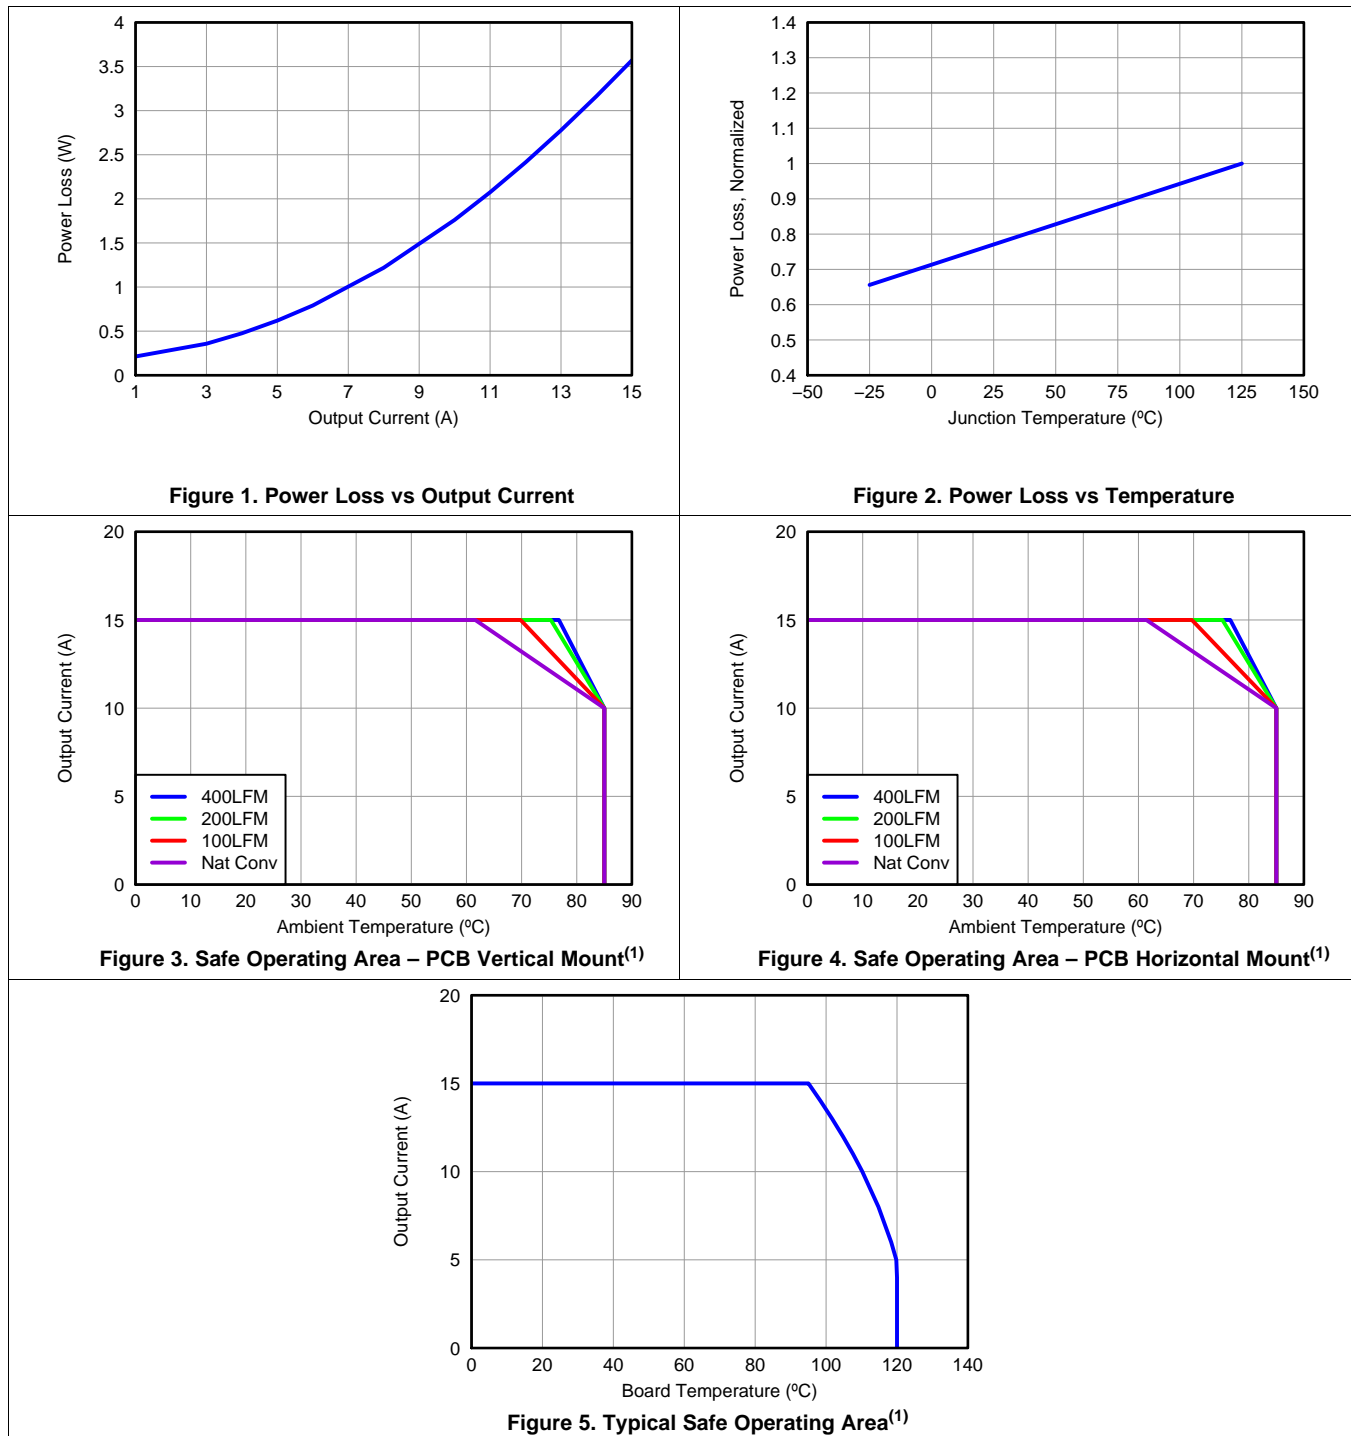 4
3.5
3
2.5
2
1.5
1
0.5
0
Power Loss (W)
1 3 5 7 9 11 13 15
Output Current (A)
Figure 1. Power Loss vs Output Current
1.4
1.3
1.2
1.1
1
0.9
0.8
0.7
0.6
0.5
0.4
Power Loss, Normalized
–50 –25 0 25 50 75 100 125 150
Junction Temperature (ºC)
Figure 2. Power Loss vs Temperature
20
15
10
5
0
Output Current (A)
400LFM
200LFM
100LFM
Nat Conv
0 10 20 30 40 50 60 70 80 90
Ambient Temperature (ºC)
Figure 3. Safe Operating Area – PCB Vertical Mount(1)
20
15
10
5
0
Output Current (A)
400LFM
200LFM
100LFM
Nat Conv
0 10 20 30 40 50 60 70 80 90
Ambient Temperature (ºC)
Figure 4. Safe Operating Area – PCB Horizontal Mount(1)
20
15
10
5
0
Output Current (A)
0 20 40 60 80 100 120 140
Board Temperature (ºC)
Figure 5. Typical Safe Operating Area(1)